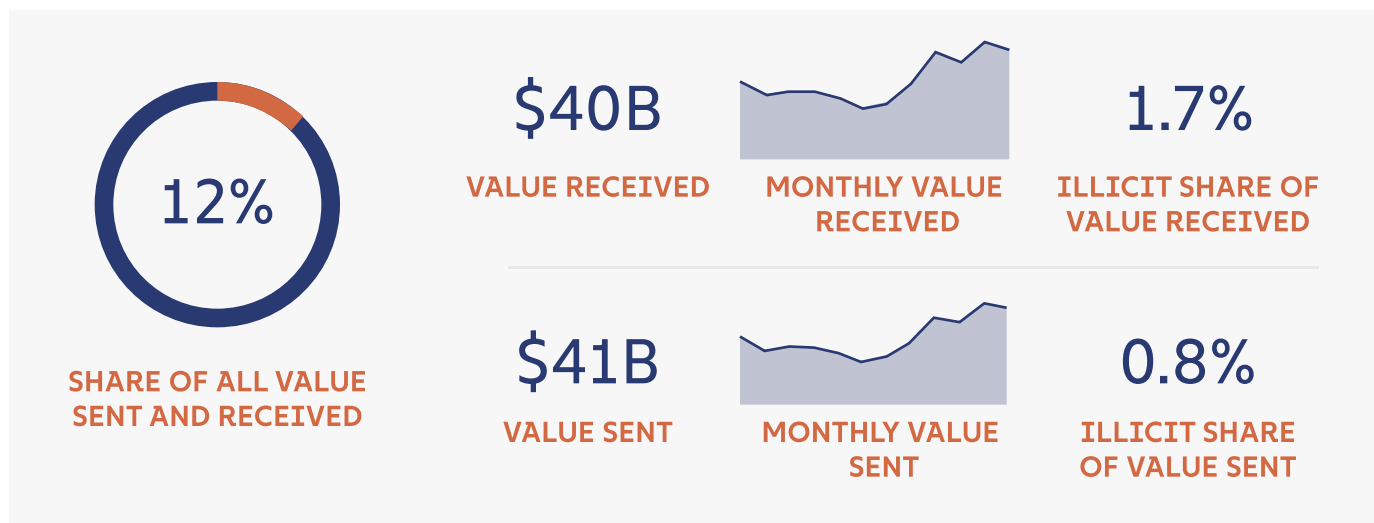 12%
SHARE OF ALL VALUE
SENT AND RECEIVED
$40B
VALUE RECEIVED
MONTHLY VALUE
RECEIVED
1.7%
ILLICIT SHARE OF
VALUE RECEIVED
$41B
VALUE SENT
MONTHLY VALUE
SENT
0.8%
ILLICIT SHARE
OF VALUE SENT